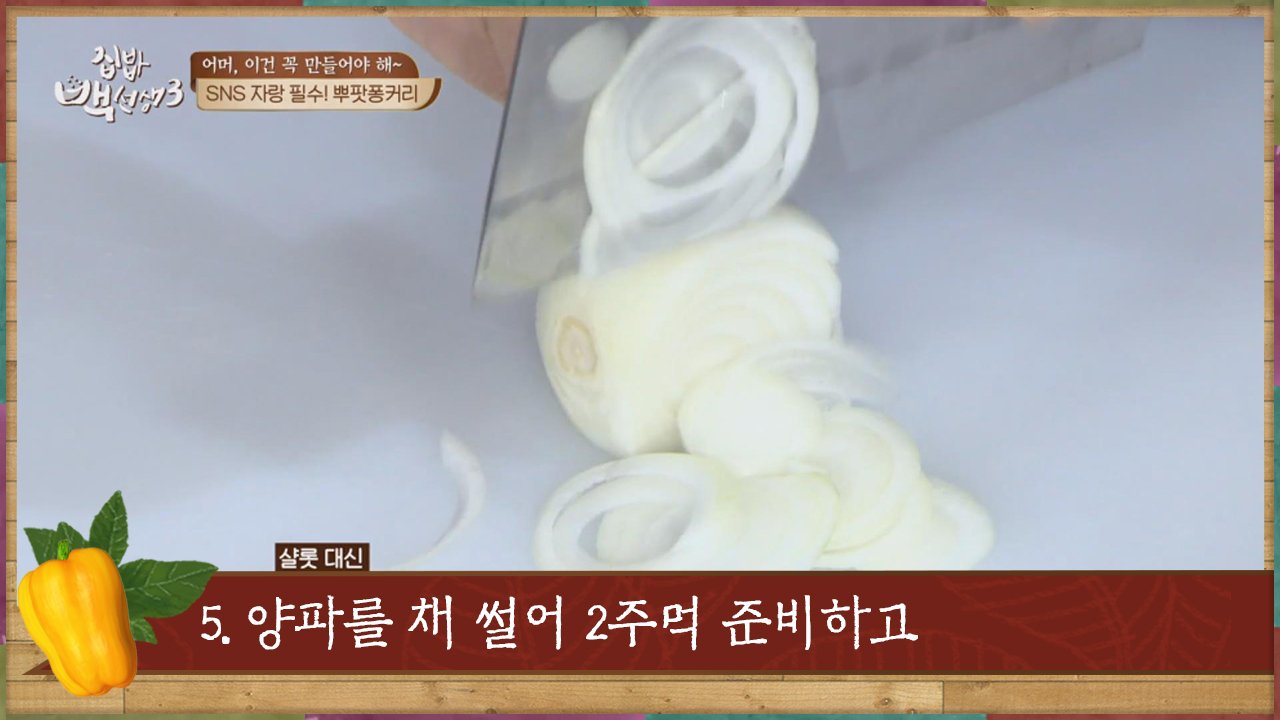 집밥
백선생3
어머, 이건 꼭 만들어야 해~
SNS 자랑 필수! 뿌팟퐁커리
샬롯 대신
5. 양파를 채 썰어 2주먹 준비하고